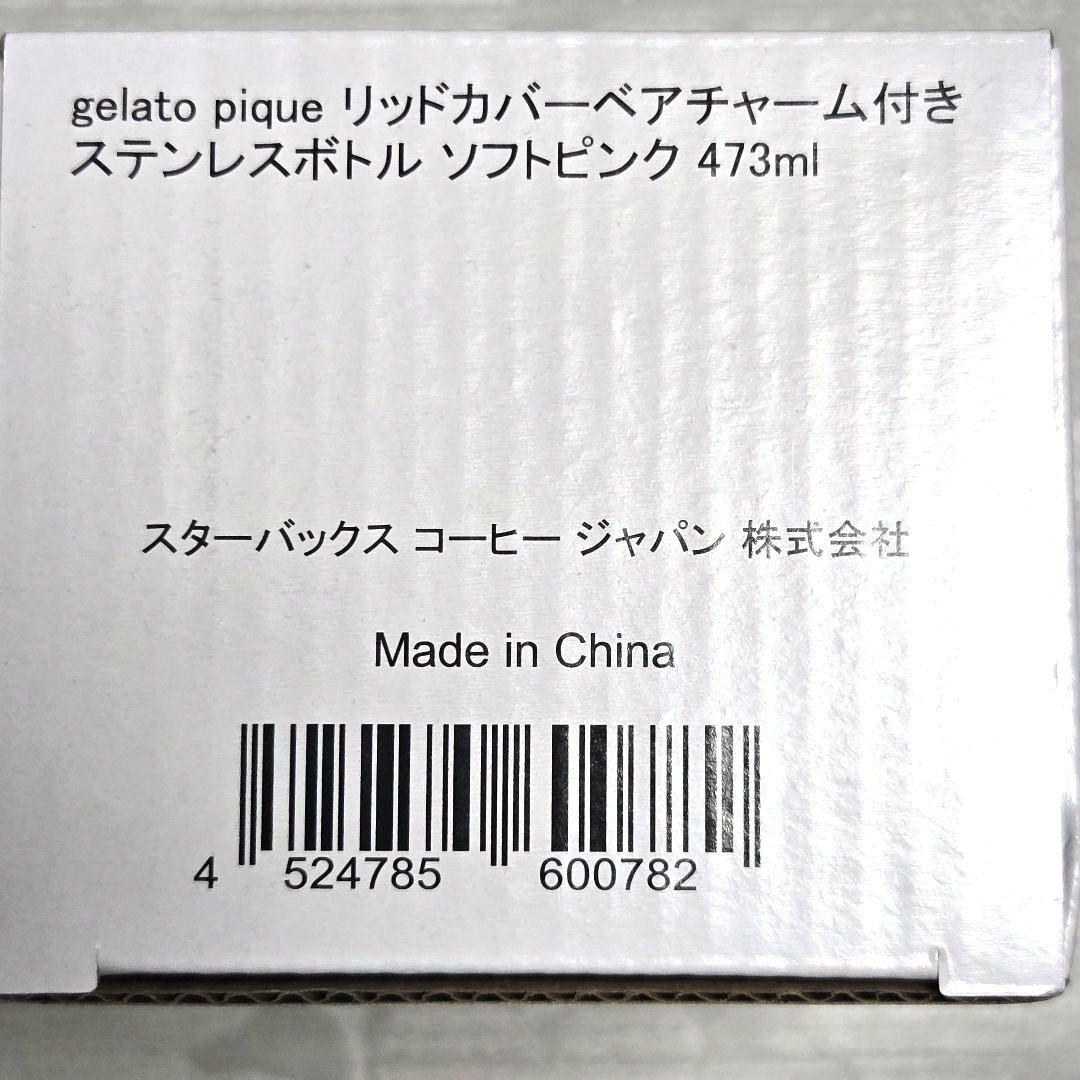 gelato pique リッドカバーベアチャーム付き
ステンレスボトル ソフトピンク 473ml
スターバックス コーヒー ジャパン 株式会社
Made in China
4 524785 600782